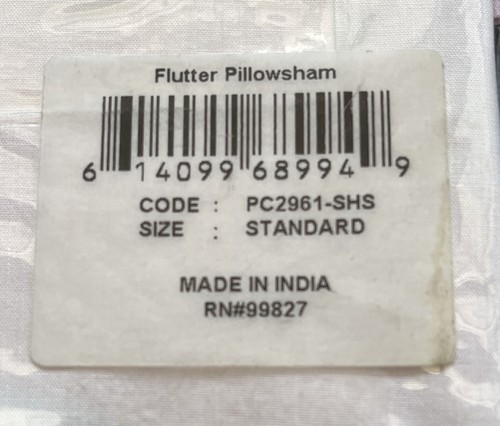 Flutter Pillowsham
6 14099 68994 9
CODE : PC2961-SHS
SIZE : STANDARD
MADE IN INDIA
RN#99827